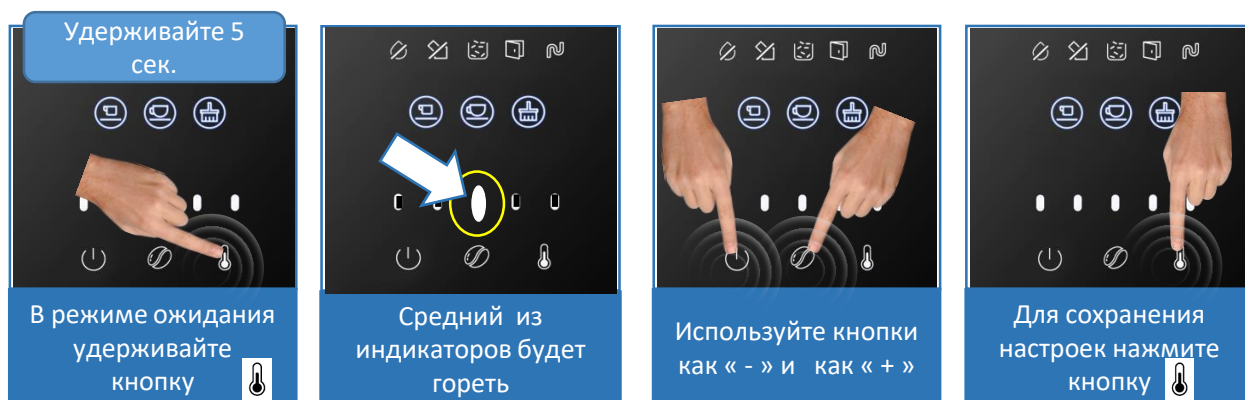 Удерживайте 5
сек.
В режиме ожидания
удерживайте
кнопку
Средний из
индикаторов будет
гореть
Используйте кнопки
как « - » и как « + »
Для сохранения
настроек нажмите
кнопку